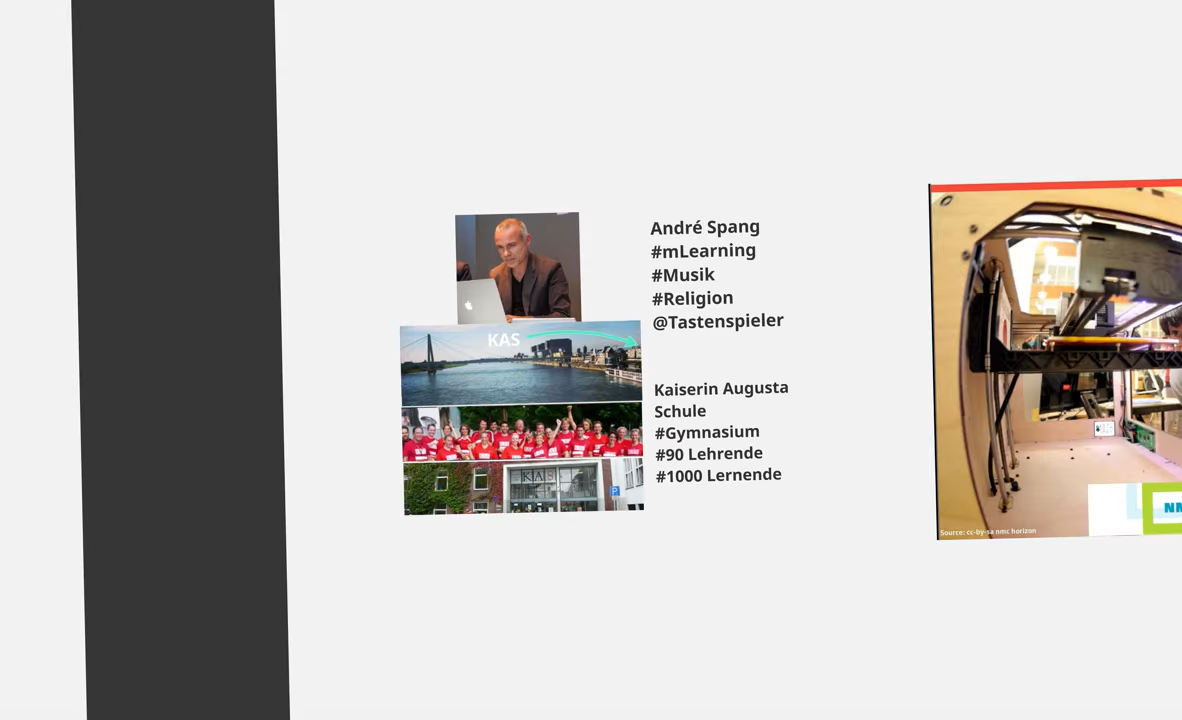 André Spang
#mLearning
#Musik
#Religion
@Tastenspieler
KAS
Kaiserin Augusta
Schule
#Gymnasium
#90 Lehrende
#1000 Lernende
KAS
P
Source: cc-by-sa nmc horizon